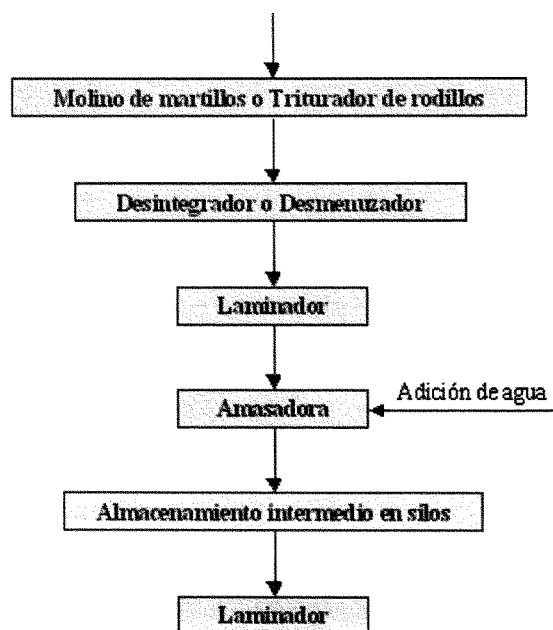 Molino de martillos o Triturador de rodillos
Desintegrador o Desmenuzador
Laminador
Adición de agua
Amasadora
Almacenamiento intermedio en silos
Laminador